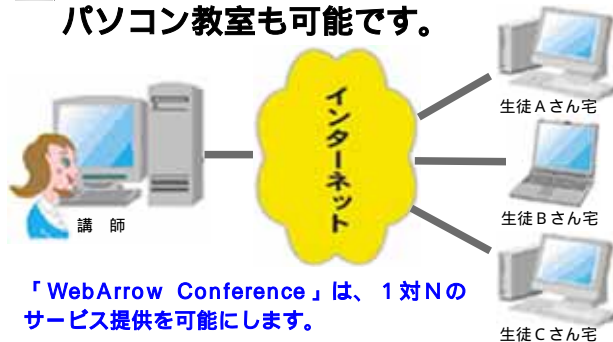 パソコン教室も可能です。
インターネット
講 師
生徒Aさん宅
生徒Bさん宅
生徒Cさん宅
「WebArrow Conference」は、1対Nの
サービス提供を可能にします。